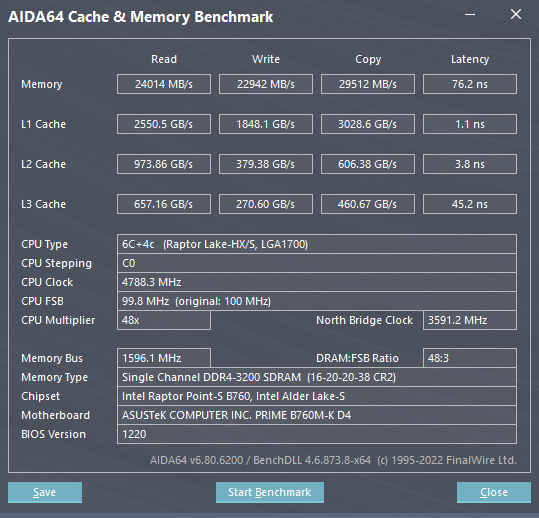 AIDA64 Cache & Memory Benchmark
Read Write Copy Latency
Memory 24014 MB/s 22942 MB/s 29512 MB/s 76.2 ns
L1 Cache 2550.5 GB/s 1848.1 GB/s 3028.6 GB/s 1.1 ns
L2 Cache 973.86 GB/s 379.38 GB/s 606.38 GB/s 3.8 ns
L3 Cache 657.16 GB/s 270.60 GB/s 460.67 GB/s 45.2 ns
CPU Type 6C+4c (Raptor Lake-HX/S, LGA1700)
CPU Stepping C0
CPU Clock 4788.3 MHz
CPU FSB 99.8 MHz (original: 100 MHz)
CPU Multiplier 48x North Bridge Clock 3591.2 MHz
Memory Bus 1596.1 MHz DRAM:FSB Ratio 48:3
Memory Type Single Channel DDR4-3200 SDRAM (16-20-20-38 CR2)
Chipset Intel Raptor Point-S B760, Intel Alder Lake-S
Motherboard ASUSTeK COMPUTER INC. PRIME B760M-K D4
BIOS Version 1220
AIDA64 v6.80.6200 / BenchDLL 4.6.873.8-x64 (c) 1995-2022 FinalWire Ltd.
Save Start Benchmark Close